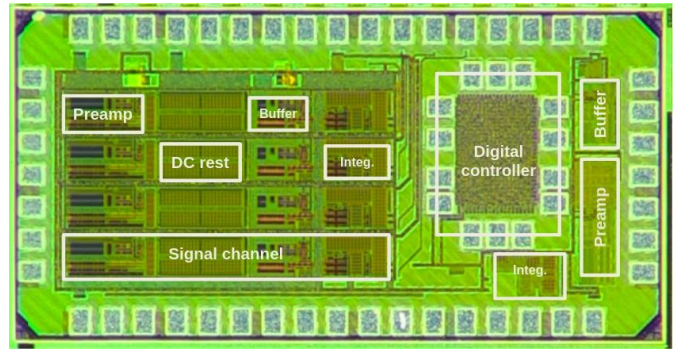 Preamp
Buffer
DC rest
Integ.
Signal channel
Digital
controller
Buffer
Preamp
Integ.